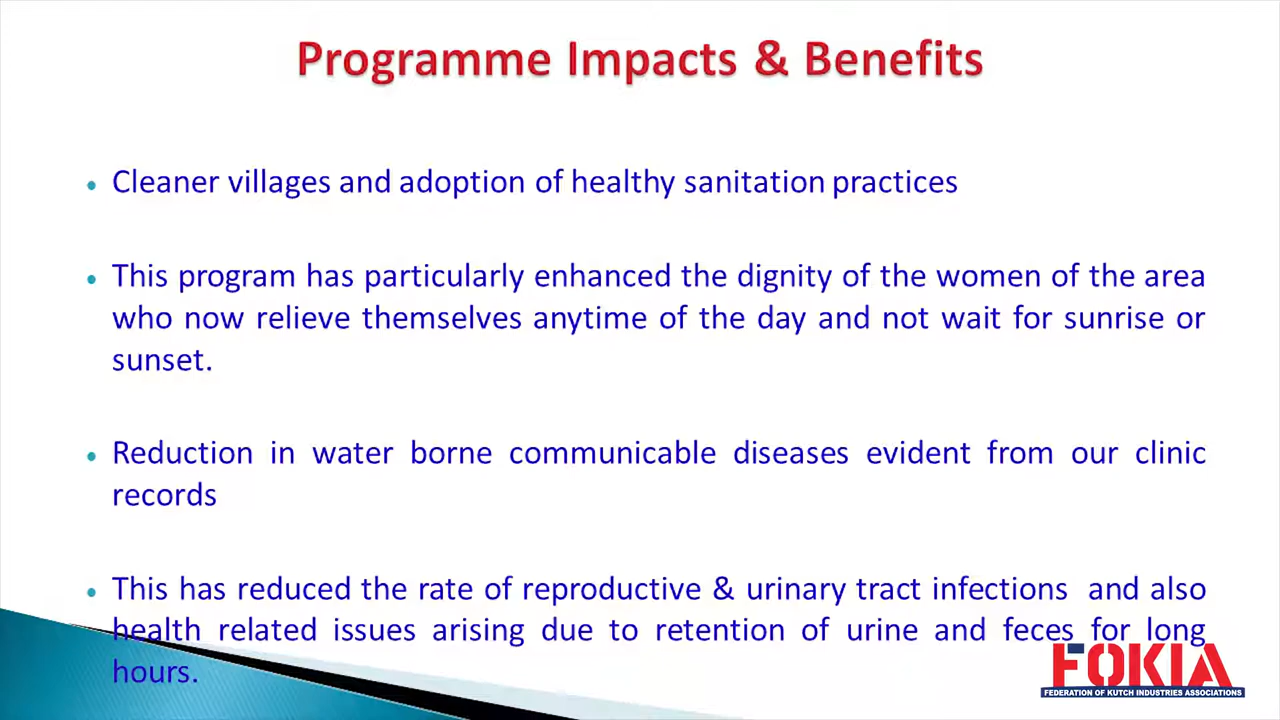 Programme Impacts & Benefits
Cleaner villages and adoption of healthy sanitation practices
This program has particularly enhanced the dignity of the women of the area
who now relieve themselves anytime of the day and not wait for sunrise or
sunset.
Reduction in water borne communicable diseases evident from our clinic
records
This has reduced the rate of reproductive & urinary tract infections and also
health related issues arising due to retention of urine and feces for long
hours.
FOKIA
FEDERATION OF KUTCH INDUSTRIES ASSOCIATIONS